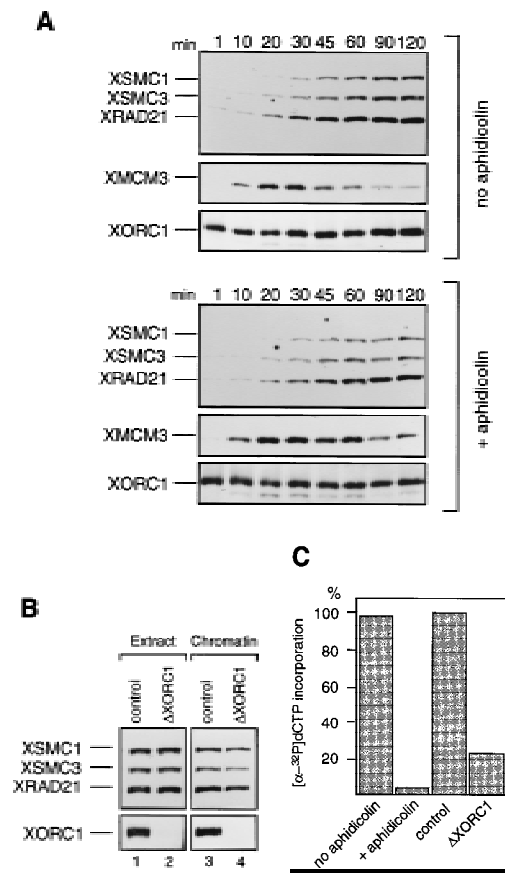 A
min 1 10 20 30 45 60 90 120
XSMC1
XSMC3
XRAD21
XMCM3
XORC1
no aphidicolin
min 1 10 20 30 45 60 90 120
XSMC1
XSMC3
XRAD21
XMCM3
XORC1
+ aphidicolin
B
Extract Chromatin
control ΔXORC1 control ΔXORC1
XSMC1
XSMC3
XRAD21
XORC1
1 2 3 4
C
%
100
80
60
40
20
[α-³²P]dCTP incorporation
no aphidicolin + aphidicolin control ΔXORC1